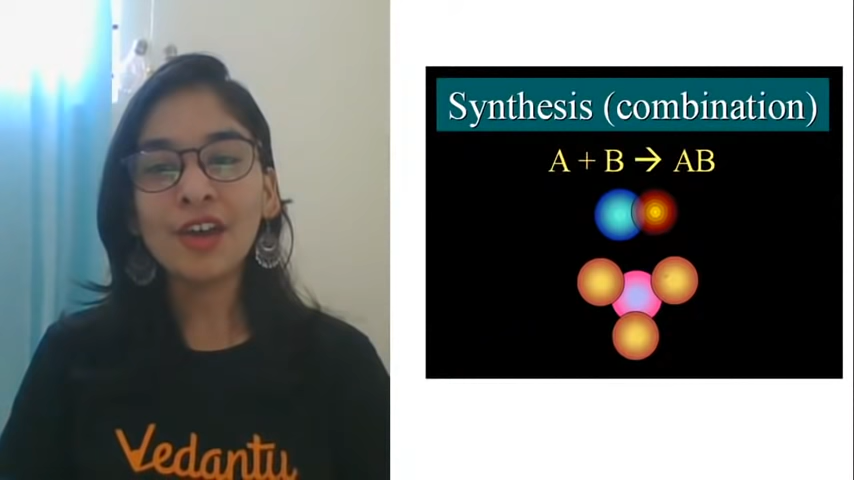 Synthesis (combination)
A + B → AB
Vedantu